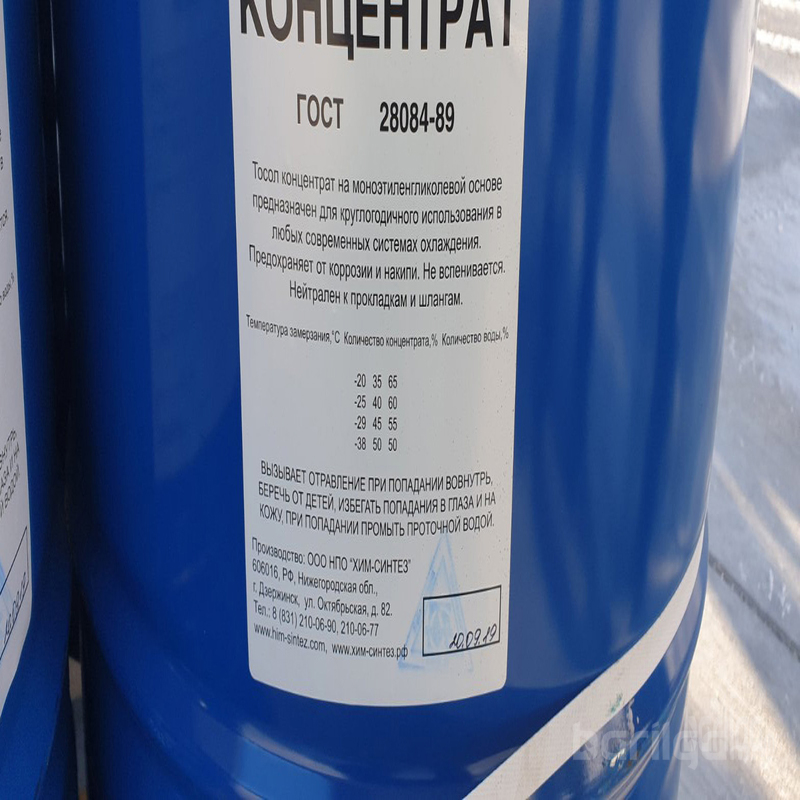 КОНЦЕНТРАТ
ГОСТ 28084-89
Тосол концентрат на моноэтиленгликолевой основе
предназначен для круглогодичного использования в
любых современных системах охлаждения.
Предохраняет от коррозии и накипи. Не вспенивается.
Нейтрален к прокладкам и шлангам.
Температура замерзания,°С Количество концентрата,% Количество воды,%
-20 35 65
-25 40 60
-29 45 55
-38 50 50
ВЫЗЫВАЕТ ОТРАВЛЕНИЕ ПРИ ПОПАДАНИИ ВОВНУТРЬ,
БЕРЕЧЬ ОТ ДЕТЕЙ, ИЗБЕГАТЬ ПОПАДАНИЯ В ГЛАЗА И НА
КОЖУ, ПРИ ПОПАДАНИИ ПРОМЫТЬ ПРОТОЧНОЙ ВОДОЙ.
Производство: ООО НПО "ХИМ-СИНТЕЗ"
606016, РФ, Нижегородская обл.,
г. Дзержинск, ул. Октябрьская, д. 82.
Тел.: 8 (831) 210-06-90, 210-06-77
www.him-sintez.com, www.хим-синтез.рф
10.09.19